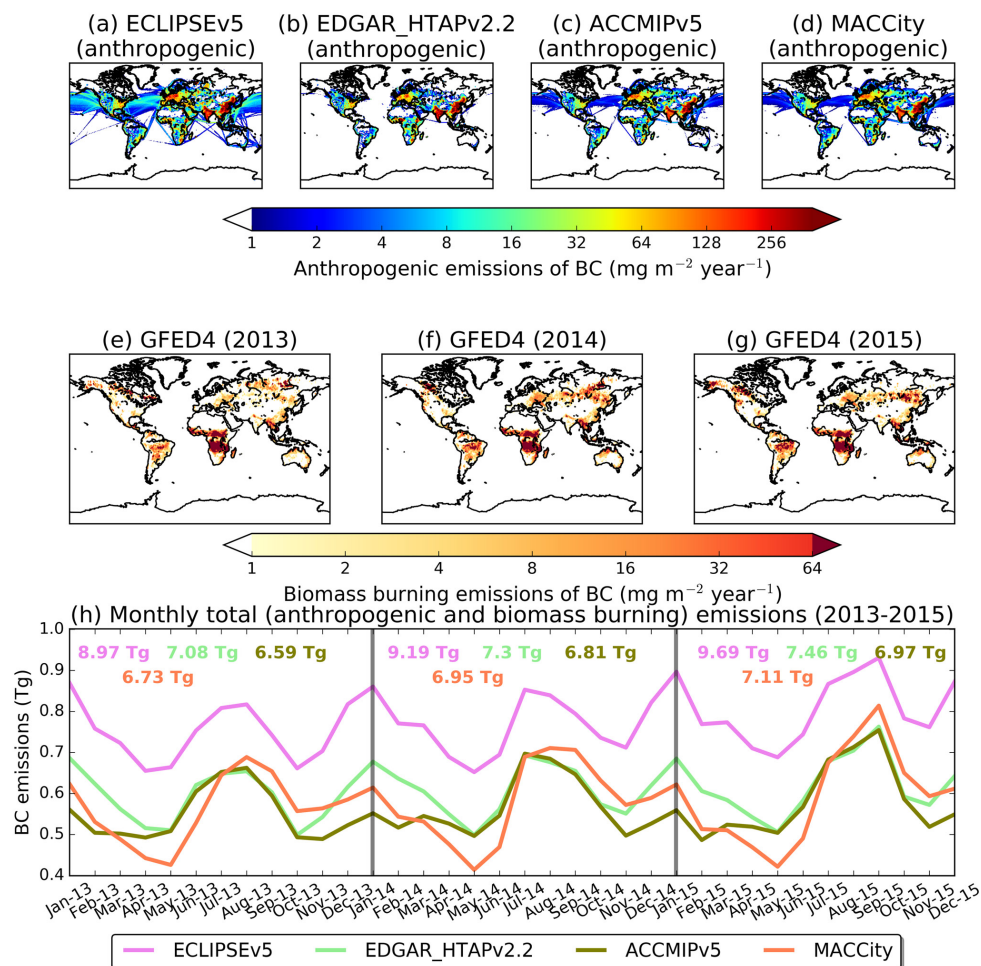 (a) ECLIPSEv5 (b) EDGAR_HTAPv2.2 (c) ACCMIPv5 (d) MACCity
(anthropogenic) (anthropogenic) (anthropogenic) (anthropogenic)
1 2 4 8 16 32 64 128 256
Anthropogenic emissions of BC (mg m⁻² year⁻¹)
(e) GFED4 (2013) (f) GFED4 (2014) (g) GFED4 (2015)
1 2 4 8 16 32 64
Biomass burning emissions of BC (mg m⁻² year⁻¹)
(h) Monthly total (anthropogenic and biomass burning) emissions (2013-2015)
1.0
8.97 Tg 7.08 Tg 6.59 Tg 9.19 Tg 7.3 Tg 6.81 Tg 9.69 Tg 7.46 Tg 6.97 Tg
6.73 Tg 6.95 Tg 7.11 Tg
0.9
0.8
0.7
0.6
0.5
0.4
BC emissions (Tg)
Jan-13 Feb-13 Mar-13 Apr-13 May-13 Jun-13 Jul-13 Aug-13 Sep-13 Oct-13 Nov-13 Dec-13 Jan-14 Feb-14 Mar-14 Apr-14 May-14 Jun-14 Jul-14 Aug-14 Sep-14 Oct-14 Nov-14 Dec-14 Jan-15 Feb-15 Mar-15 Apr-15 May-15 Jun-15 Jul-15 Aug-15 Sep-15 Oct-15 Nov-15 Dec-15
ECLIPSEv5 EDGAR_HTAPv2.2 ACCMIPv5 MACCity